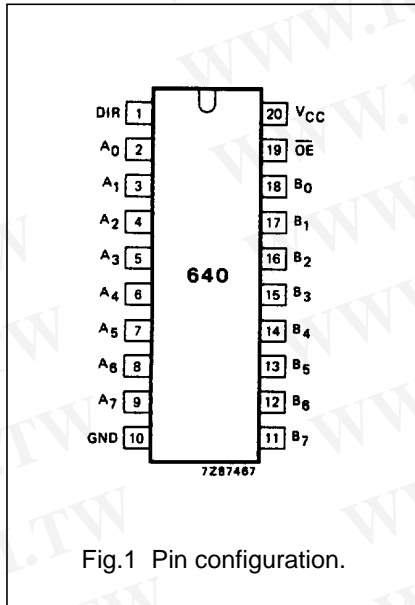 DIR 1 20 VCC
A0 2 19 OE
A1 3 18 B0
A2 4 17 B1
A3 5 16 B2
640
A4 6 15 B3
A5 7 14 B4
A6 8 13 B5
A7 9 12 B6
GND 10 11 B7
7Z87467
Fig.1 Pin configuration.